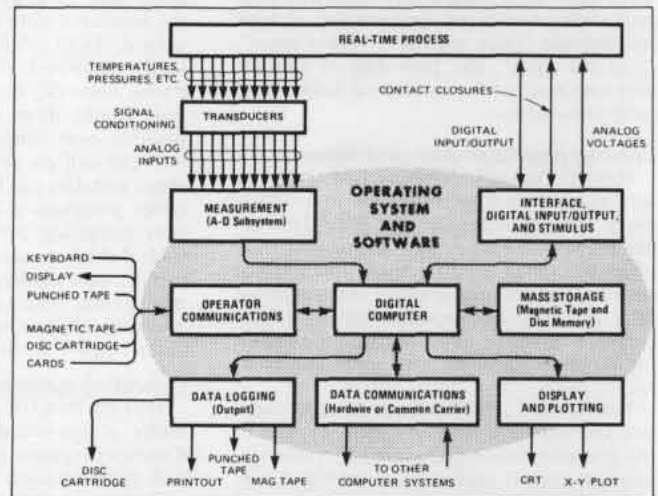 REAL-TIME PROCESS
TEMPERATURES,
PRESSURES, ETC.
CONTACT CLOSURES
SIGNAL
CONDITIONING
TRANSDUCERS
DIGITAL
INPUT/OUTPUT
ANALOG
VOLTAGES
ANALOG
INPUTS
OPERATING
SYSTEM
AND
SOFTWARE
MEASUREMENT
(A-D Subsystem)
INTERFACE,
DIGITAL INPUT/OUTPUT,
AND STIMULUS
KEYBOARD
DISPLAY
PUNCHED TAPE
MAGNETIC TAPE
DISC CARTRIDGE
CARDS
OPERATOR
COMMUNICATIONS
DIGITAL
COMPUTER
MASS STORAGE
(Magnetic Tape and
Disc Memory)
DATA LOGGING
(Output)
DATA COMMUNICATIONS
(Hardwire or Common Carrier)
DISPLAY
AND PLOTTING
DISC
CARTRIDGE
PRINTOUT
PUNCHED
TAPE
MAG TAPE
TO OTHER
COMPUTER SYSTEMS
CRT
X-Y PLOT